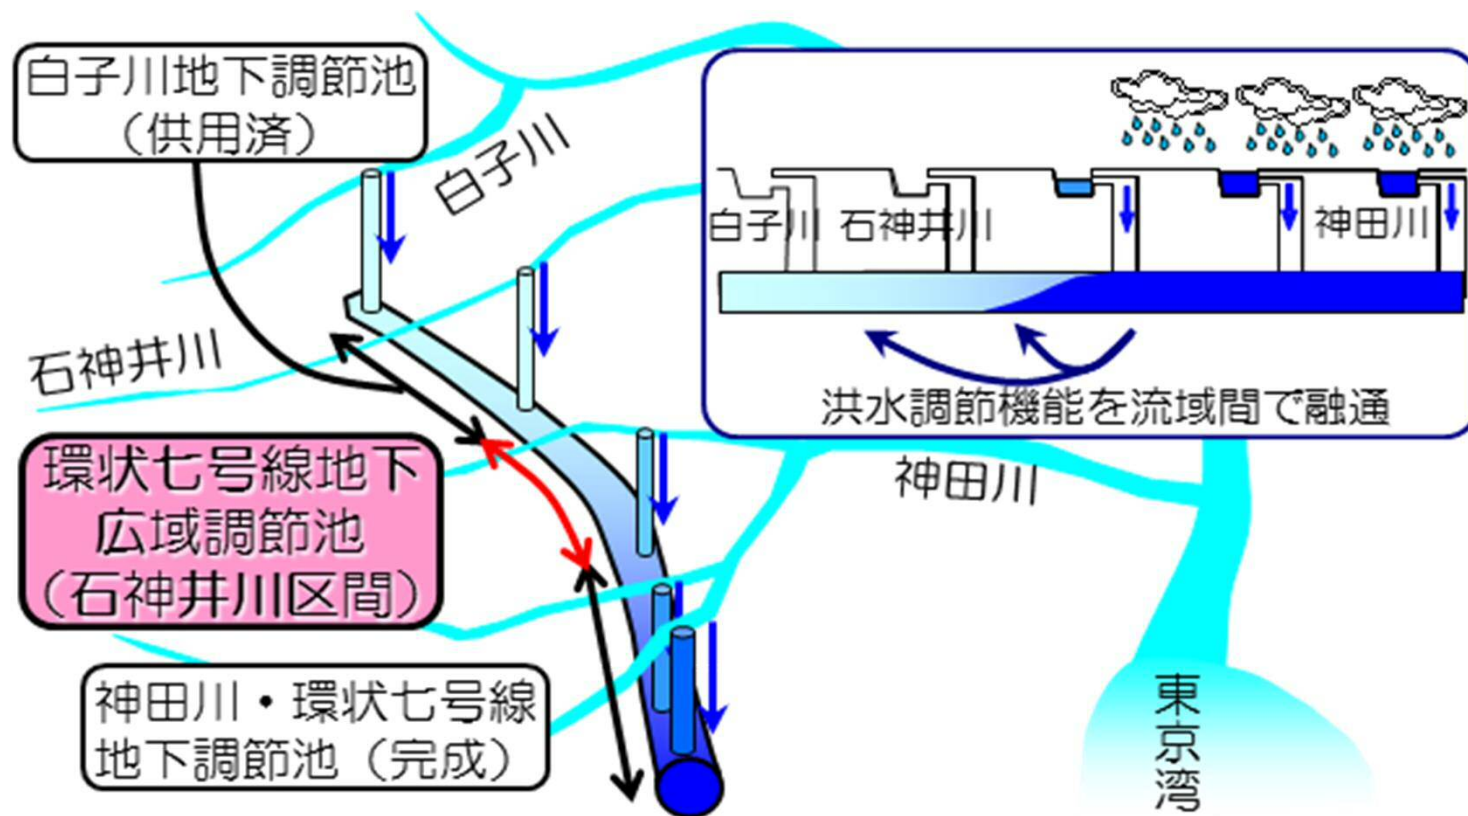 白子川地下調節池
（供用済）
白子川
石神井川
環状七号線地下
広域調節池
（石神井川区間）
神田川・環状七号線
地下調節池（完成）
白子川
石神井川
神田川
洪水調節機能を流域間で融通
神田川
東京湾